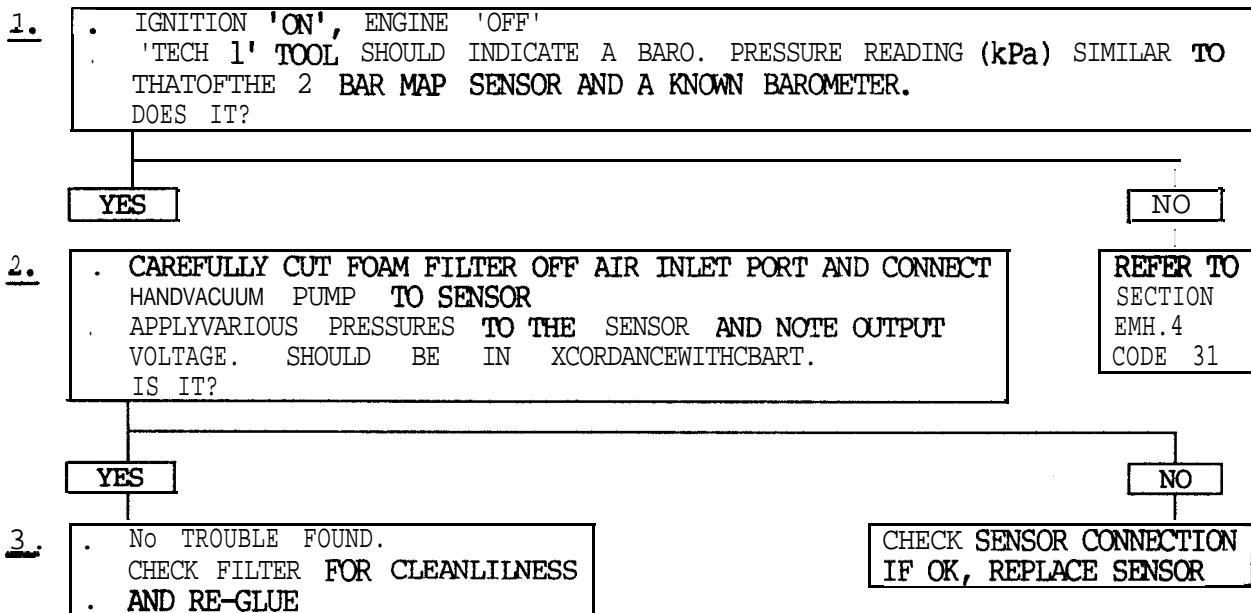 1. . IGNITION 'ON', ENGINE 'OFF'
. 'TECH 1' TOOL SHOULD INDICATE A BARO. PRESSURE READING (kPa) SIMILAR TO
THATOFTHE 2 BAR MAP SENSOR AND A KNOWN BAROMETER.
DOES IT?
YES
NO
2. . CAREFULLY CUT FOAM FILTER OFF AIR INLET PORT AND CONNECT
HANDVACUUM PUMP TO SENSOR
. APPLYVARIOUS PRESSURES TO THE SENSOR AND NOTE OUTPUT
VOLTAGE. SHOULD BE IN XCORDANCEWITHCBART.
IS IT?
REFER TO
SECTION
EMH.4
CODE 31
YES
NO
3. . No TROUBLE FOUND.
CHECK FILTER FOR CLEANLILNESS
. AND RE-GLUE
CHECK SENSOR CONNECTION
IF OK, REPLACE SENSOR